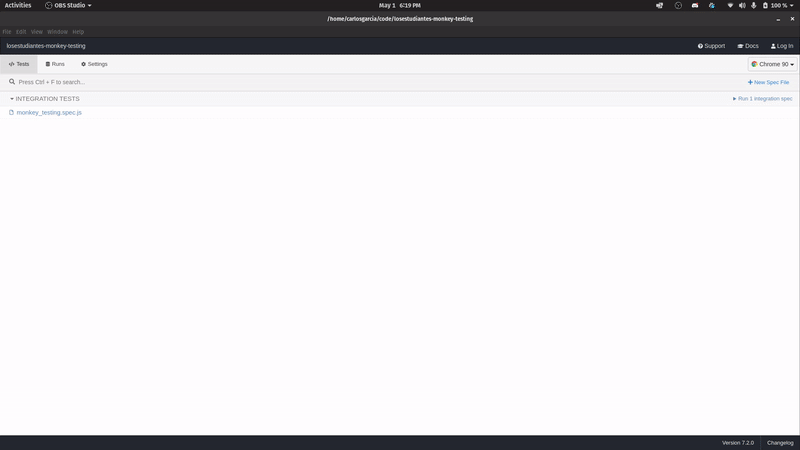 Activities OBS Studio May 1 6:19 PM 100 %
/home/carlosgarcia/code/losestudiantes-monkey-testing
File Edit View Window Help
losestudiantes-monkey-testing Support Docs Log In
Tests Runs Settings Chrome 90
Press Ctrl + F to search... New Spec File
INTEGRATION TESTS Run 1 integration spec
monkey_testing.spec.js
Version 7.2.0 Changelog